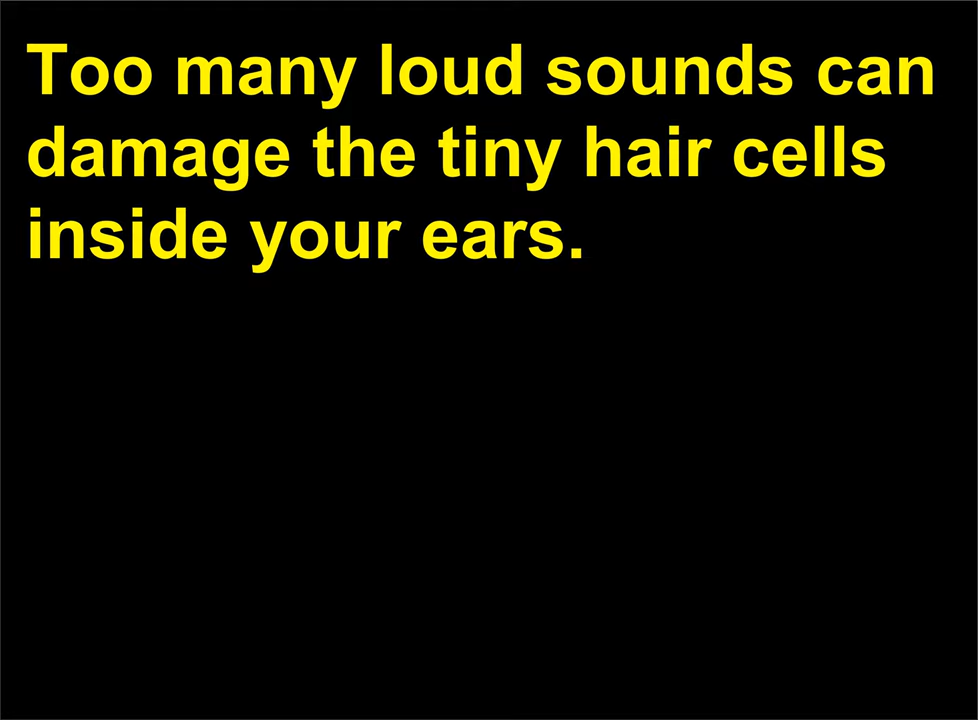 Too many loud sounds can
damage the tiny hair cells
inside your ears.